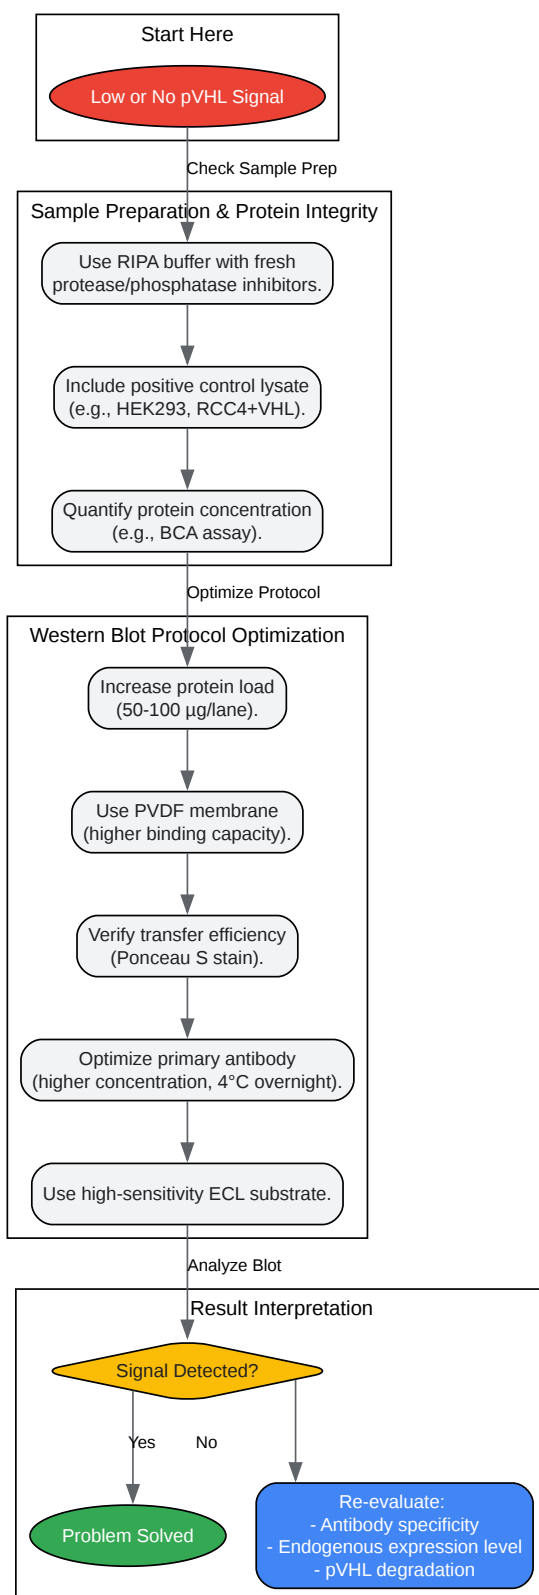 Start Here
Low or No pVHL Signal
Check Sample Prep
Sample Preparation & Protein Integrity
Use RIPA buffer with fresh
protease/phosphatase inhibitors.
Include positive control lysate
(e.g., HEK293, RCC4+VHL).
Quantify protein concentration
(e.g., BCA assay).
Optimize Protocol
Western Blot Protocol Optimization
Increase protein load
(50-100 µg/lane).
Use PVDF membrane
(higher binding capacity).
Verify transfer efficiency
(Ponceau S stain).
Optimize primary antibody
(higher concentration, 4°C overnight).
Use high-sensitivity ECL substrate.
Analyze Blot
Result Interpretation
Signal Detected?
Yes
No
Problem Solved
Re-evaluate:
- Antibody specificity
- Endogenous expression level
- pVHL degradation